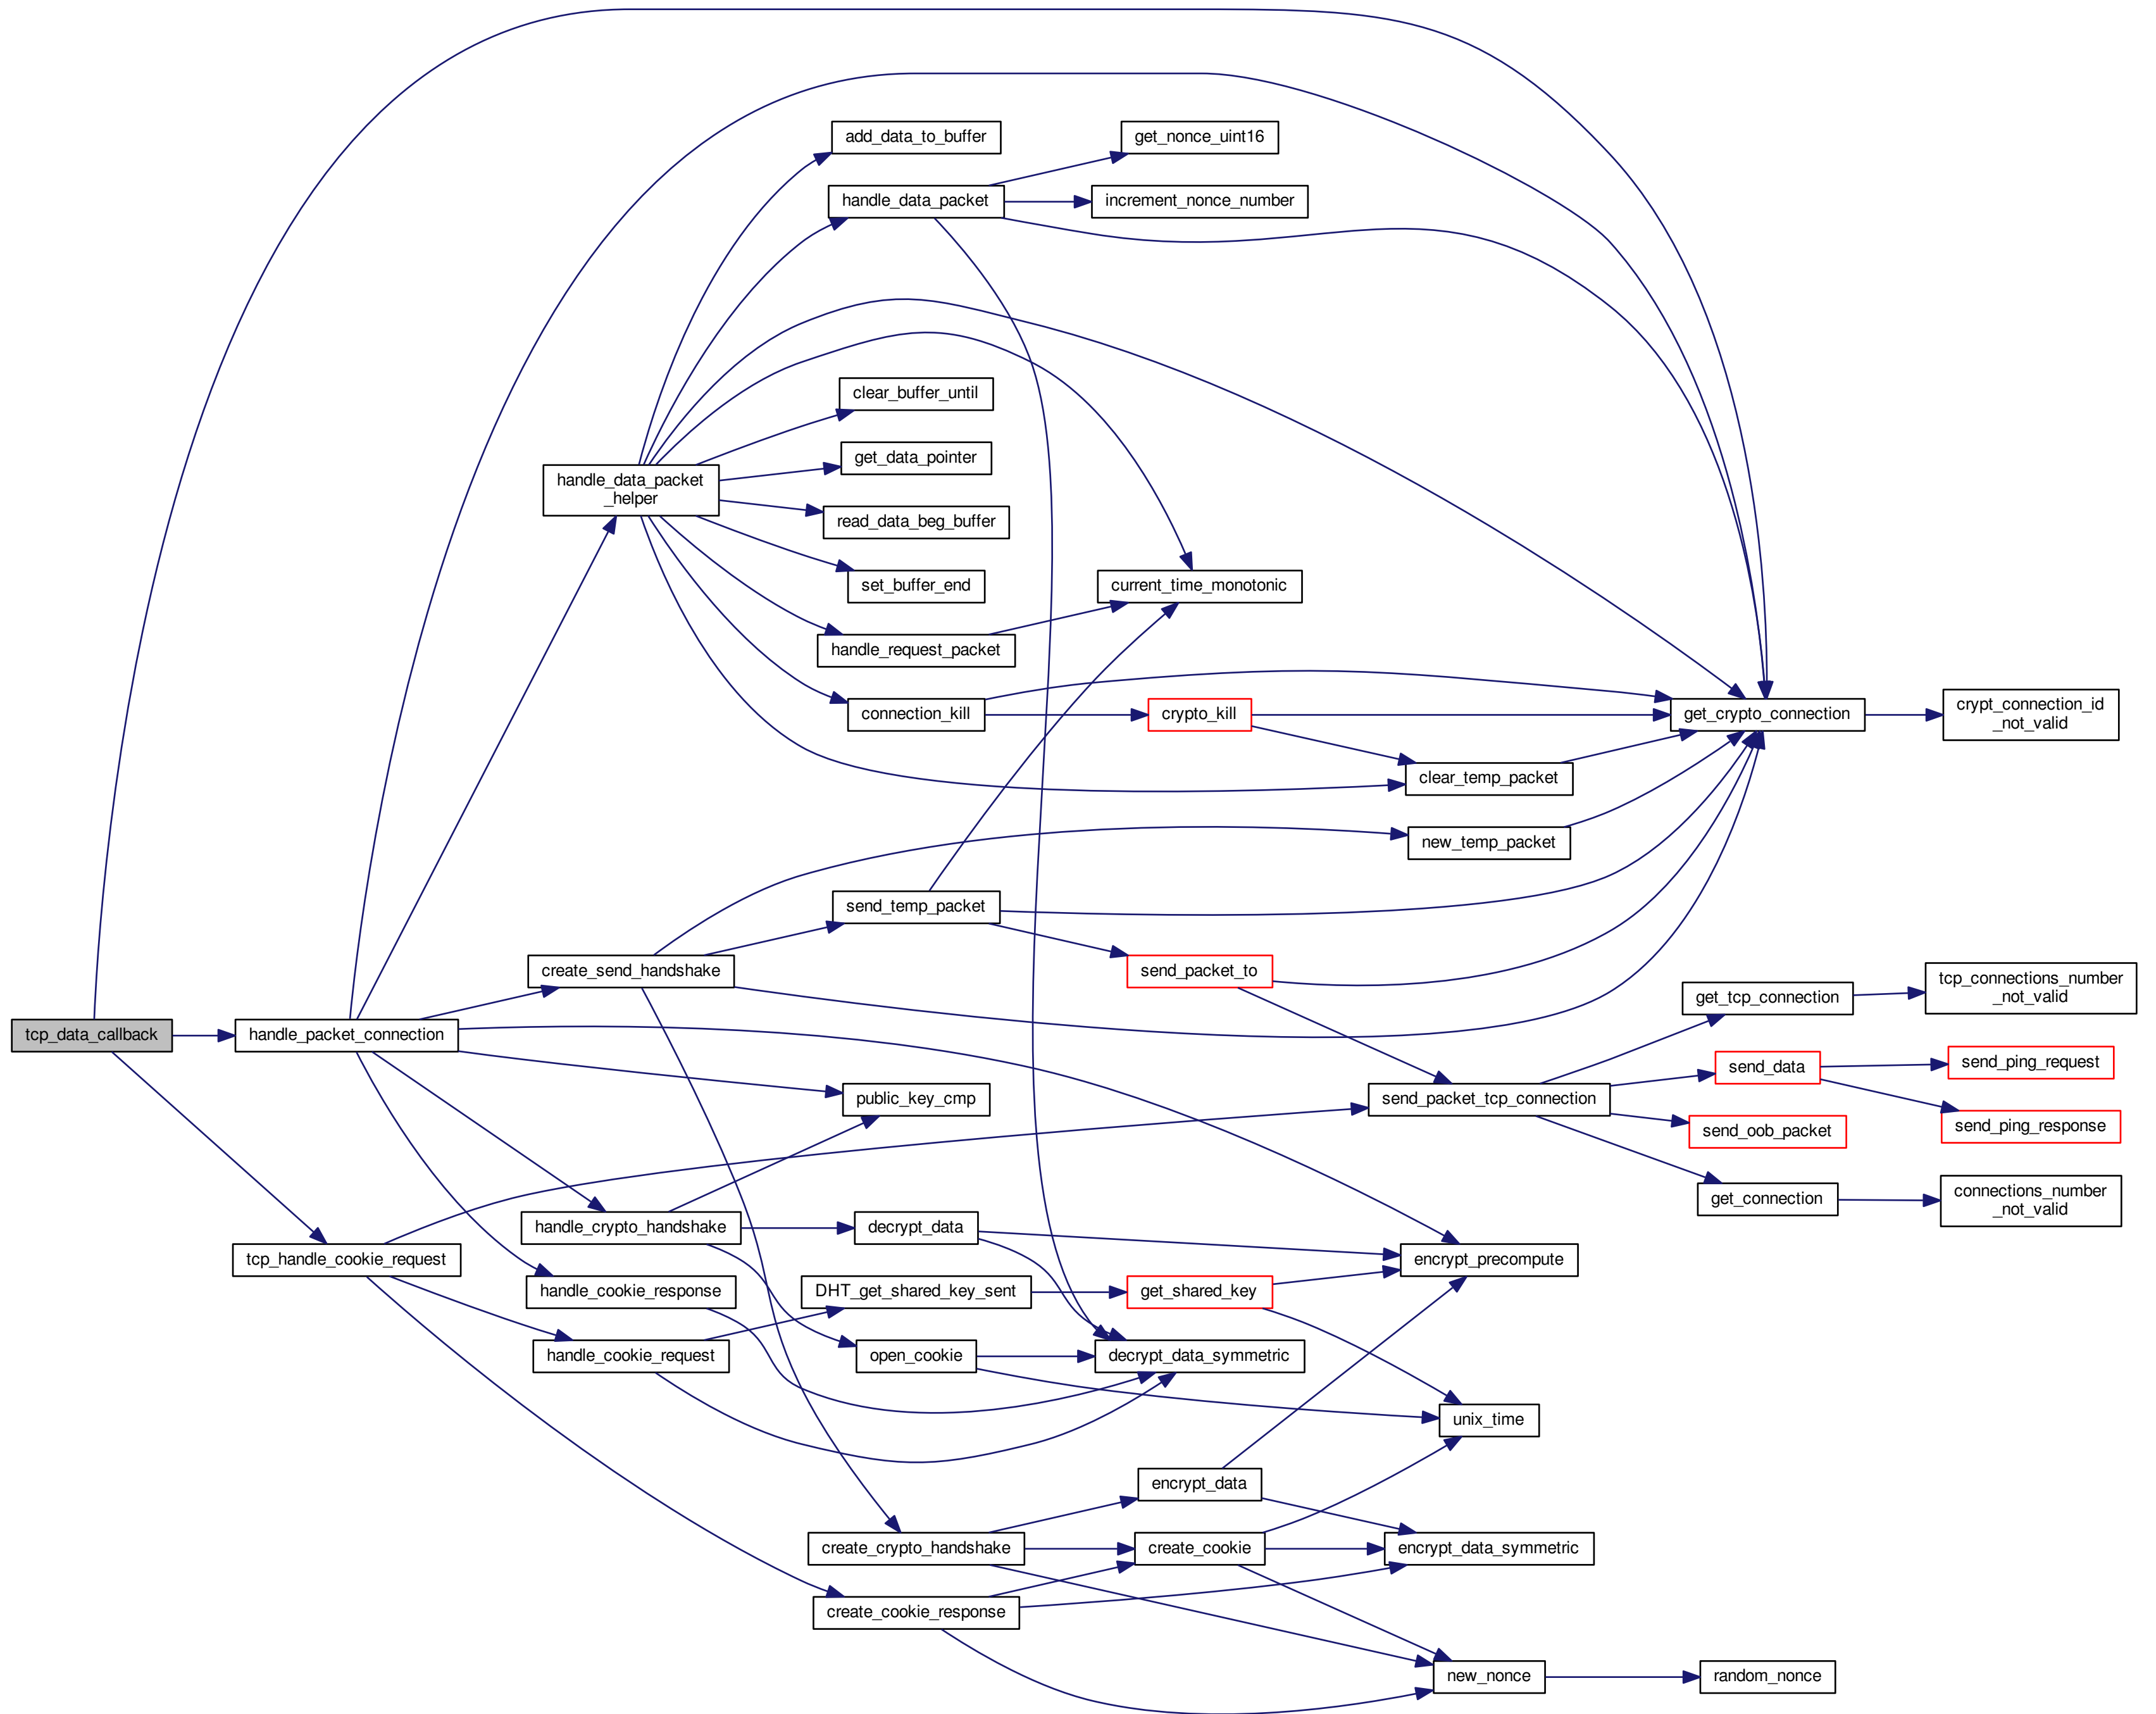 add_data_to_buffer
get_nonce_uint16
handle_data_packet
increment_nonce_number
clear_buffer_until
get_data_pointer
handle_data_packet
_helper
read_data_beg_buffer
set_buffer_end
current_time_monotonic
handle_request_packet
connection_kill
crypto_kill
get_crypto_connection
crypt_connection_id
_not_valid
clear_temp_packet
new_temp_packet
send_temp_packet
create_send_handshake
send_packet_to
get_tcp_connection
tcp_connections_number
_not_valid
tcp_data_callback
handle_packet_connection
send_data
send_ping_request
public_key_cmp
send_packet_tcp_connection
send_oob_packet
send_ping_response
get_connection
connections_number
_not_valid
handle_crypto_handshake
decrypt_data
tcp_handle_cookie_request
encrypt_precompute
handle_cookie_response
DHT_get_shared_key_sent
get_shared_key
handle_cookie_request
open_cookie
decrypt_data_symmetric
unix_time
encrypt_data
create_crypto_handshake
create_cookie
encrypt_data_symmetric
create_cookie_response
new_nonce
random_nonce